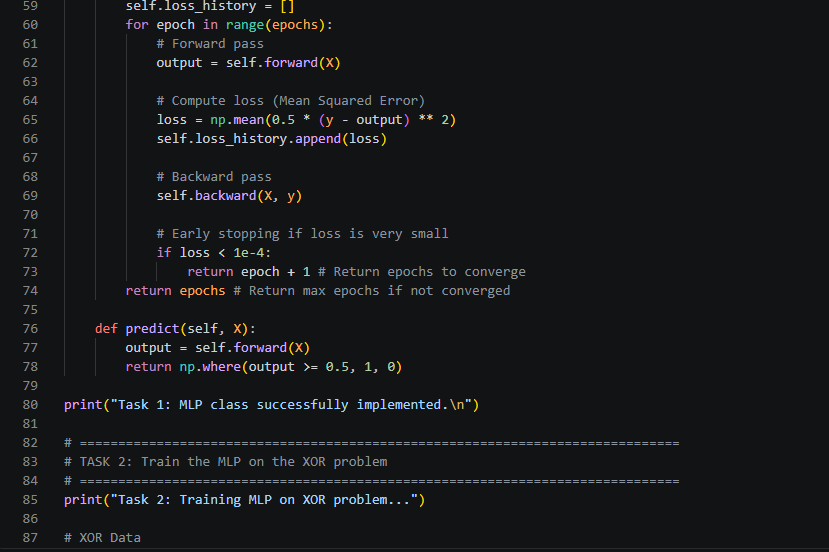 59 self.loss_history = []
60 for epoch in range(epochs):
61 # Forward pass
62 output = self.forward(X)
63
64 # Compute loss (Mean Squared Error)
65 loss = np.mean(0.5 * (y - output) ** 2)
66 self.loss_history.append(loss)
67
68 # Backward pass
69 self.backward(X, y)
70
71 # Early stopping if loss is very small
72 if loss < 1e-4:
73 return epoch + 1 # Return epochs to converge
74 return epochs # Return max epochs if not converged
75
76 def predict(self, X):
77 output = self.forward(X)
78 return np.where(output >= 0.5, 1, 0)
79
80 print("Task 1: MLP class successfully implemented.\n")
81
82 # ==============================================================================
83 # TASK 2: Train the MLP on the XOR problem
84 # ==============================================================================
85 print("Task 2: Training MLP on XOR problem...")
86
87 # XOR Data